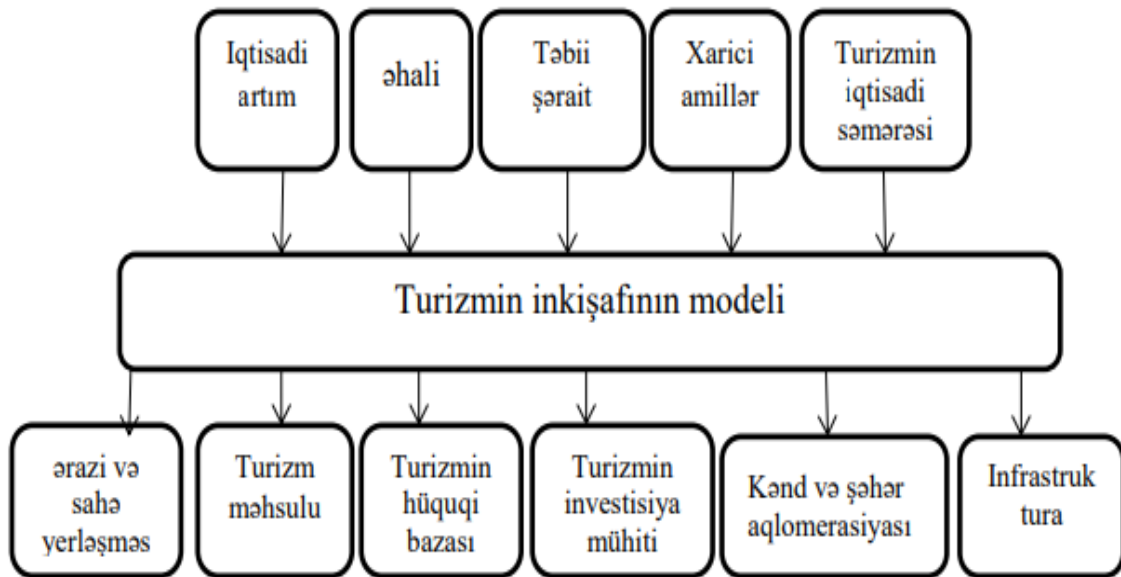 Iqtisadi
artım
əhali
Təbii
şərait
Xarici
amillər
Turizmin
iqtisadi
səmərəsi
Turizmin inkişafının modeli
ərazi və
sahə
yerləşməs
Turizm
məhsulu
Turizmin
hüquqi
bazası
Turizmin
investisiya
mühiti
Kənd və şəhər
aqlomerasiyası
Infrastruk
tura